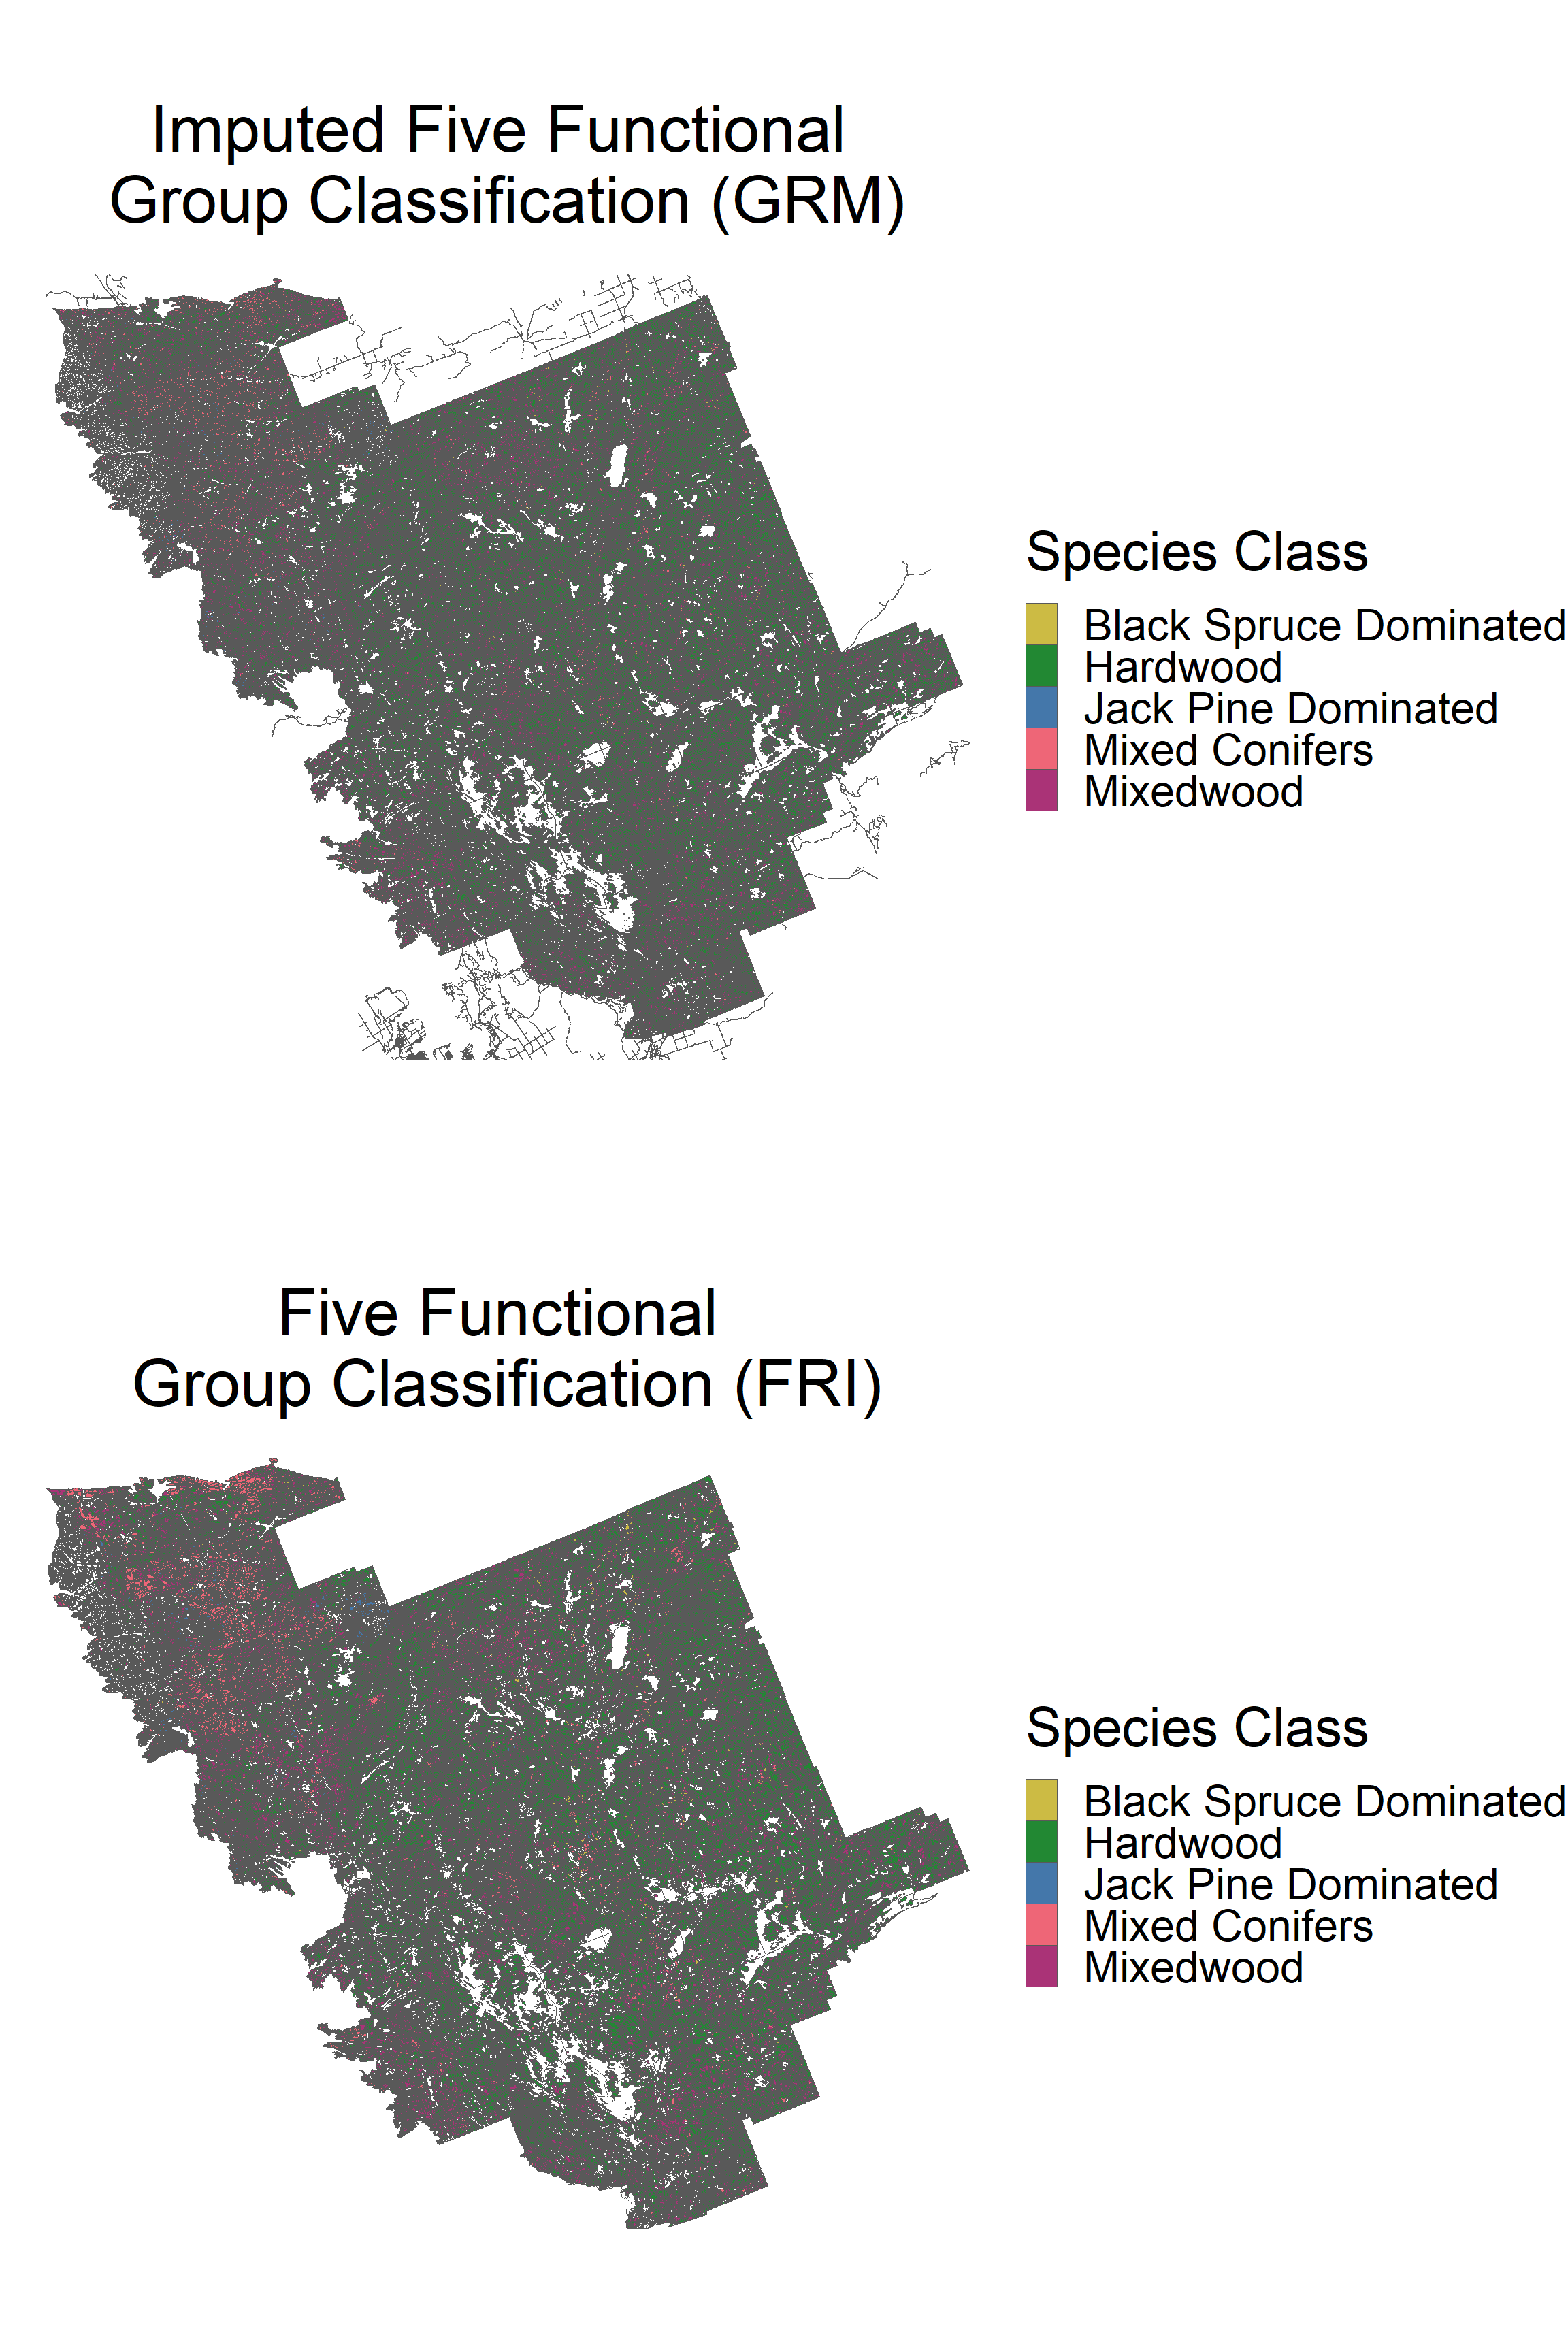 Imputed Five Functional
Group Classification (GRM)
Species Class
Black Spruce Dominated
Hardwood
Jack Pine Dominated
Mixed Conifers
Mixedwood
Five Functional
Group Classification (FRI)
Species Class
Black Spruce Dominated
Hardwood
Jack Pine Dominated
Mixed Conifers
Mixedwood